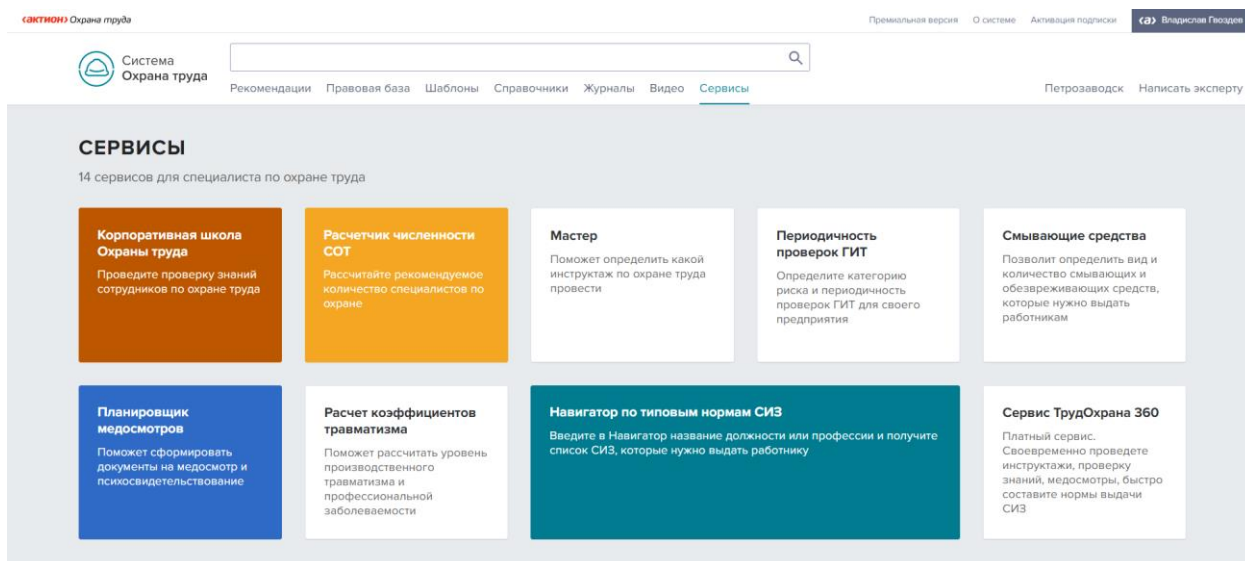 ‹АКТИОН› Охрана труда
Премиальная версия О системе Активация подписки ‹а› Владислав Гвоздев
Система
Охрана труда
Рекомендации Правовая база Шаблоны Справочники Журналы Видео Сервисы
Петрозаводск Написать эксперту
СЕРВИСЫ
14 сервисов для специалиста по охране труда
Корпоративная школа
Охраны труда
Проведите проверку знаний
сотрудников по охране труда
Расчетчик численности
СОТ
Рассчитайте рекомендуемое
количество специалистов по
охране
Мастер
Поможет определить какой
инструктаж по охране труда
провести
Периодичность
проверок ГИТ
Определите категорию
риска и периодичность
проверок ГИТ для своего
предприятия
Смывающие средства
Позволит определить вид и
количество смывающих и
обезвреживающих средств,
которые нужно выдать
работникам
Планировщик
медосмотров
Поможет сформировать
документы на медосмотр и
психосвидетельствование
Расчет коэффициентов
травматизма
Поможет рассчитать уровень
производственного
травматизма и
профессиональной
заболеваемости
Навигатор по типовым нормам СИЗ
Введите в Навигатор название должности или профессии и получите
список СИЗ, которые нужно выдать работнику
Сервис ТрудОхрана 360
Платный сервис.
Своевременно проведете
инструктажи, проверку
знаний, медосмотры, быстро
составите нормы выдачи
СИЗ